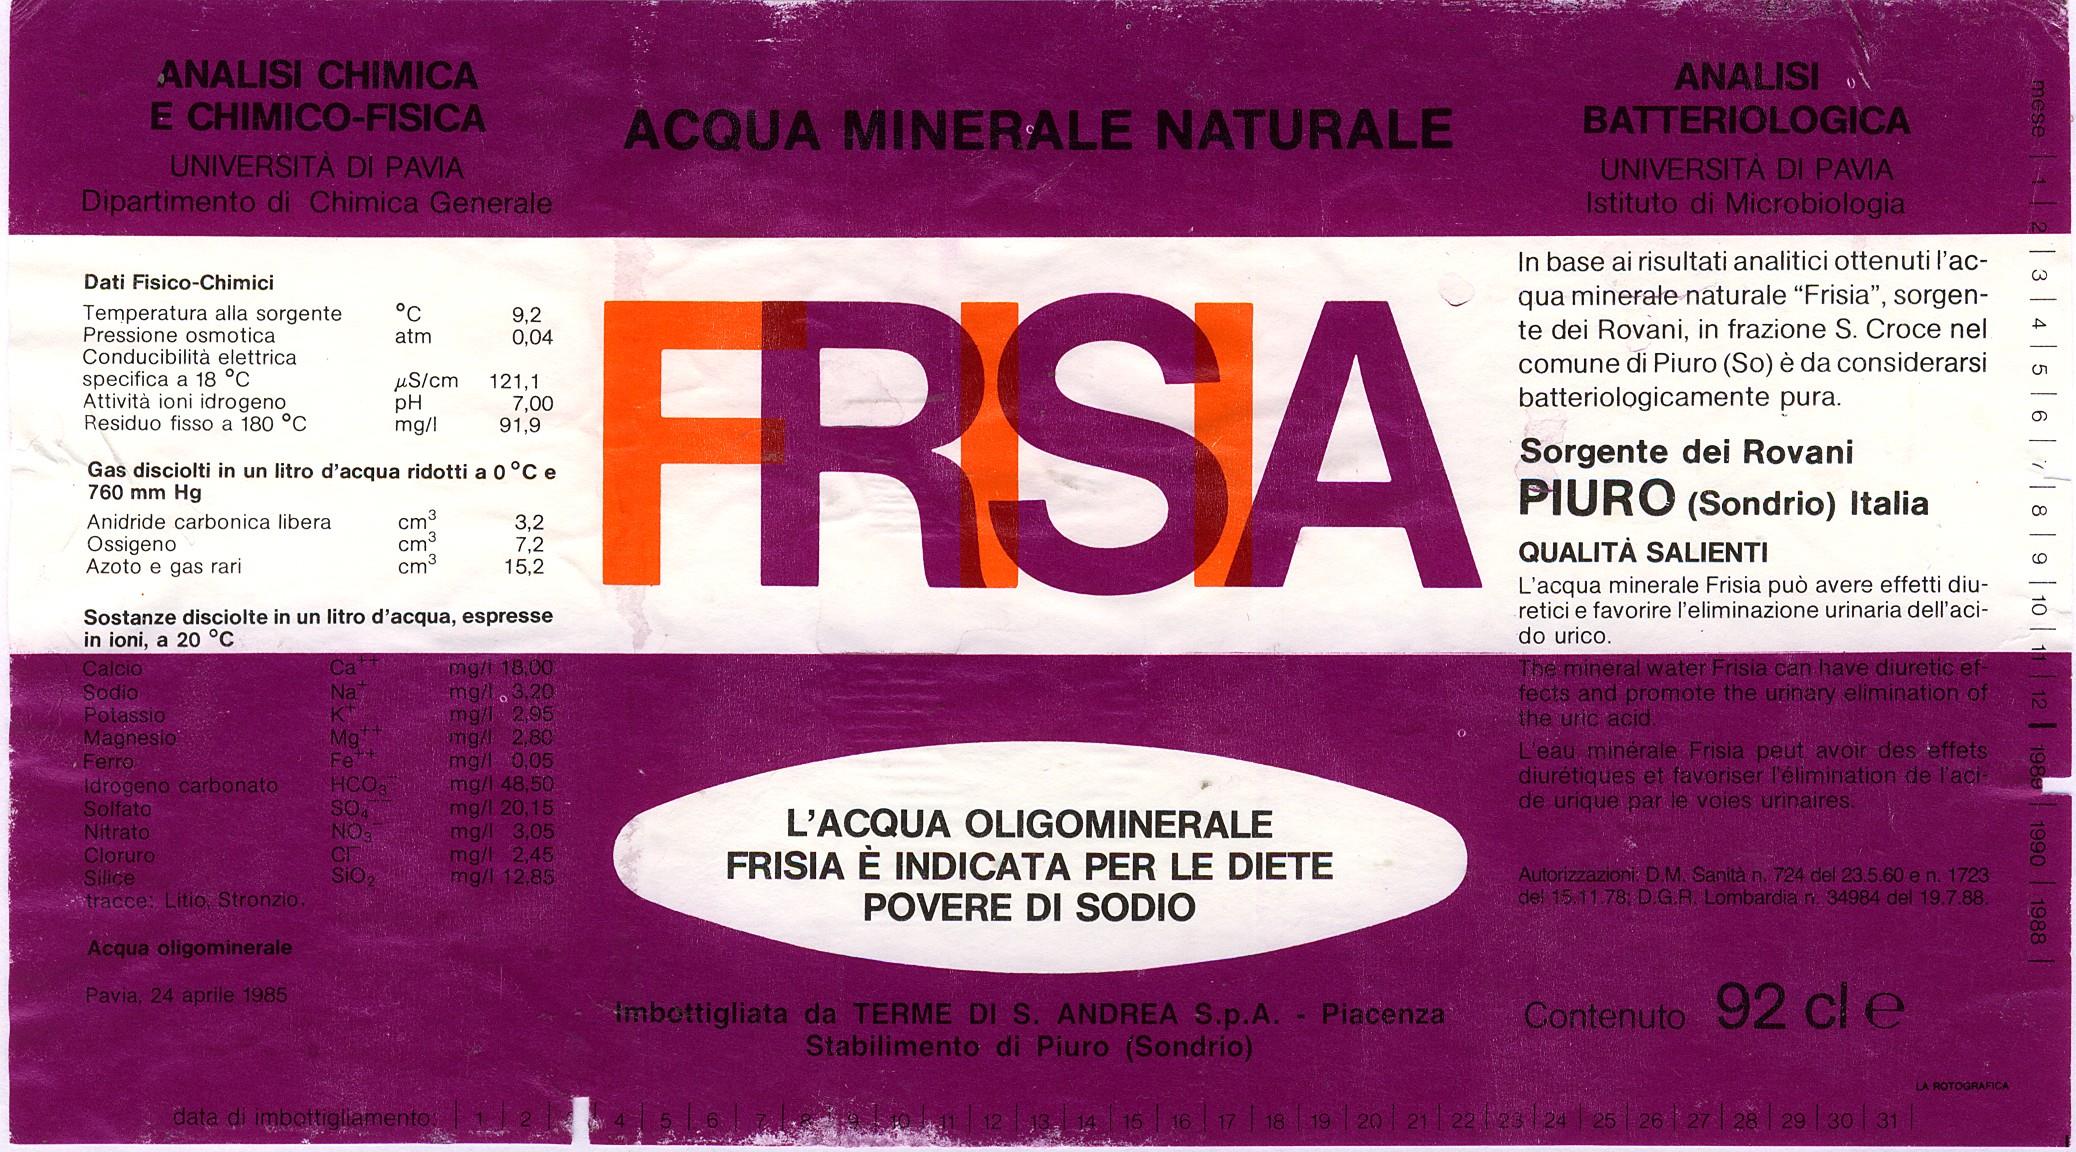 ANALISI CHIMICA
E CHIMICO-FISICA
UNIVERSITÀ DI PAVIA
Dipartimento di Chimica Generale
Dati Fisico-Chimici
Temperatura alla sorgente °C 9,2
Pressione osmotica atm 0,04
Conducibilità elettrica
specifica a 18 °C µS/cm 121,1
Attività ioni idrogeno pH 7,00
Residuo fisso a 180 °C mg/l 91,9
Gas disciolti in un litro d'acqua ridotti a 0 °C e
760 mm Hg
Anidride carbonica libera cm³ 3,2
Ossigeno cm³ 7,2
Azoto e gas rari cm³ 15,2
Sostanze disciolte in un litro d'acqua, espresse
in ioni, a 20 °C
Calcio Ca⁺⁺ mg/l 18,00
Sodio Na⁺ mg/l 3,20
Potassio K⁺ mg/l 2,95
Magnesio Mg⁺⁺ mg/l 2,80
Ferro Fe⁺⁺ mg/l 0,05
Idrogeno carbonato HCO₃⁻ mg/l 48,50
Solfato SO₄⁻⁻ mg/l 20,15
Nitrato NO₃⁻ mg/l 3,05
Cloruro Cl⁻ mg/l 2,45
Silice SiO₂ mg/l 12,85
tracce: Litio, Stronzio.
Acqua oligominerale
Pavia, 24 aprile 1985
ACQUA MINERALE NATURALE
FRISIA
L'ACQUA OLIGOMINERALE
FRISIA È INDICATA PER LE DIETE
POVERE DI SODIO
Imbottigliata da TERME DI S. ANDREA S.p.A. - Piacenza
Stabilimento di Piuro (Sondrio)
ANALISI
BATTERIOLOGICA
UNIVERSITÀ DI PAVIA
Istituto di Microbiologia
In base ai risultati analitici ottenuti l'ac-
qua minerale naturale "Frisia", sorgen-
te dei Rovani, in frazione S. Croce nel
comune di Piuro (So) è da considerarsi
batteriologicamente pura.
Sorgente dei Rovani
PIURO (Sondrio) Italia
QUALITÀ SALIENTI
L'acqua minerale Frisia può avere effetti diu-
retici e favorire l'eliminazione urinaria dell'aci-
do urico.
The mineral water Frisia can have diuretic ef-
fects and promote the urinary elimination of
the uric acid.
L'eau minérale Frisia peut avoir des effets
diurétiques et favoriser l'élimination de l'aci-
de urique par le voies urinaires.
Autorizzazioni: D.M. Sanità n. 724 del 23.5.60 e n. 1723
del 15.11.78; D.G.R. Lombardia n. 34984 del 19.7.88.
Contenuto 92 cl e
LA ROTOGRAFICA
mese | 1 | 2 | 3 | 4 | 5 | 6 | 7 | 8 | 9 | 10 | 11 | 12 | 1989 | 1990 | 1988 |
data di imbottigliamento: | 1 | 2 | 4 | 5 | 6 | 7 | 8 | 9 | 10 | 11 | 12 | 13 | 14 | 15 | 16 | 17 | 18 | 19 | 20 | 21 | 22 | 23 | 24 | 25 | 26 | 27 | 28 | 29 | 30 | 31 |